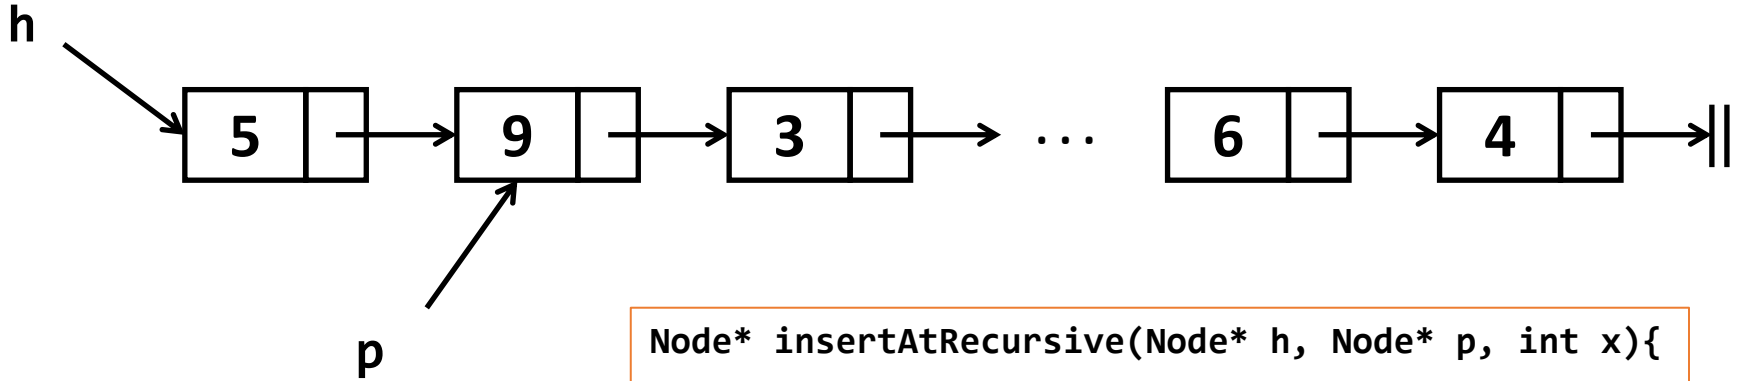 h
5 9 3 ... 6 4
p
Node* insertAtRecursive(Node* h, Node* p, int x){